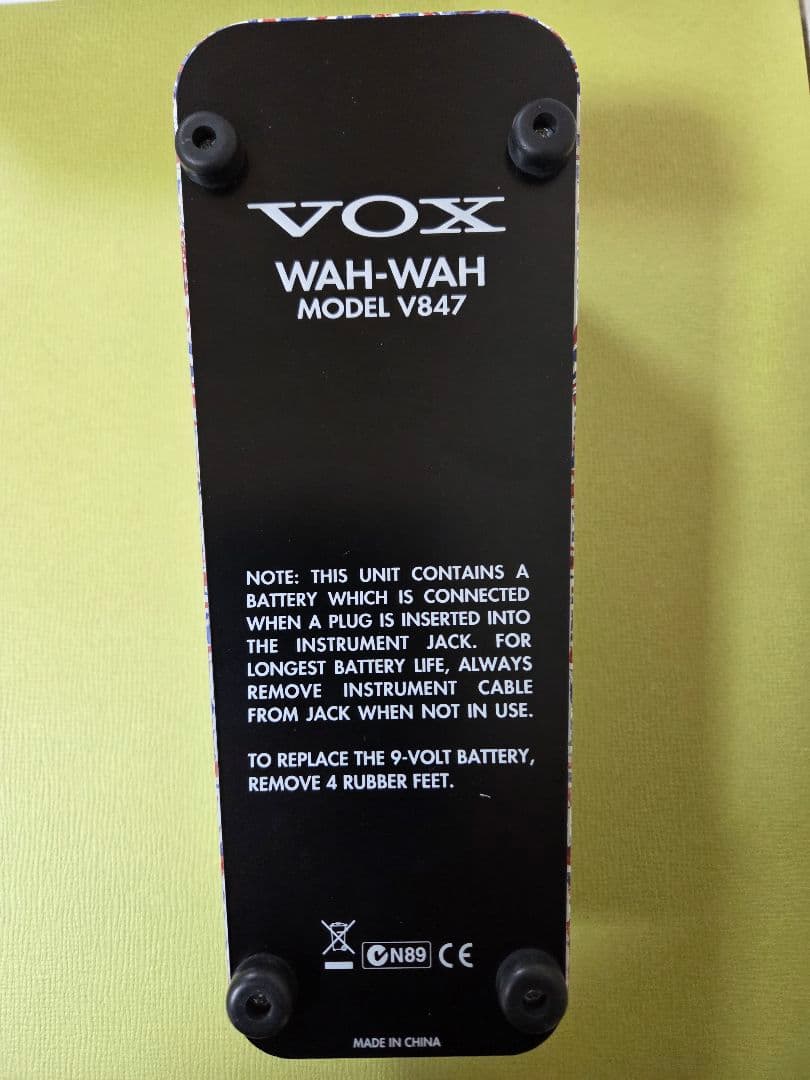 VOX
WAH-WAH
MODEL V847
NOTE: THIS UNIT CONTAINS A
BATTERY WHICH IS CONNECTED
WHEN A PLUG IS INSERTED INTO
THE INSTRUMENT JACK. FOR
LONGEST BATTERY LIFE, ALWAYS
REMOVE INSTRUMENT CABLE
FROM JACK WHEN NOT IN USE.
TO REPLACE THE 9-VOLT BATTERY,
REMOVE 4 RUBBER FEET.
N89 CE
MADE IN CHINA